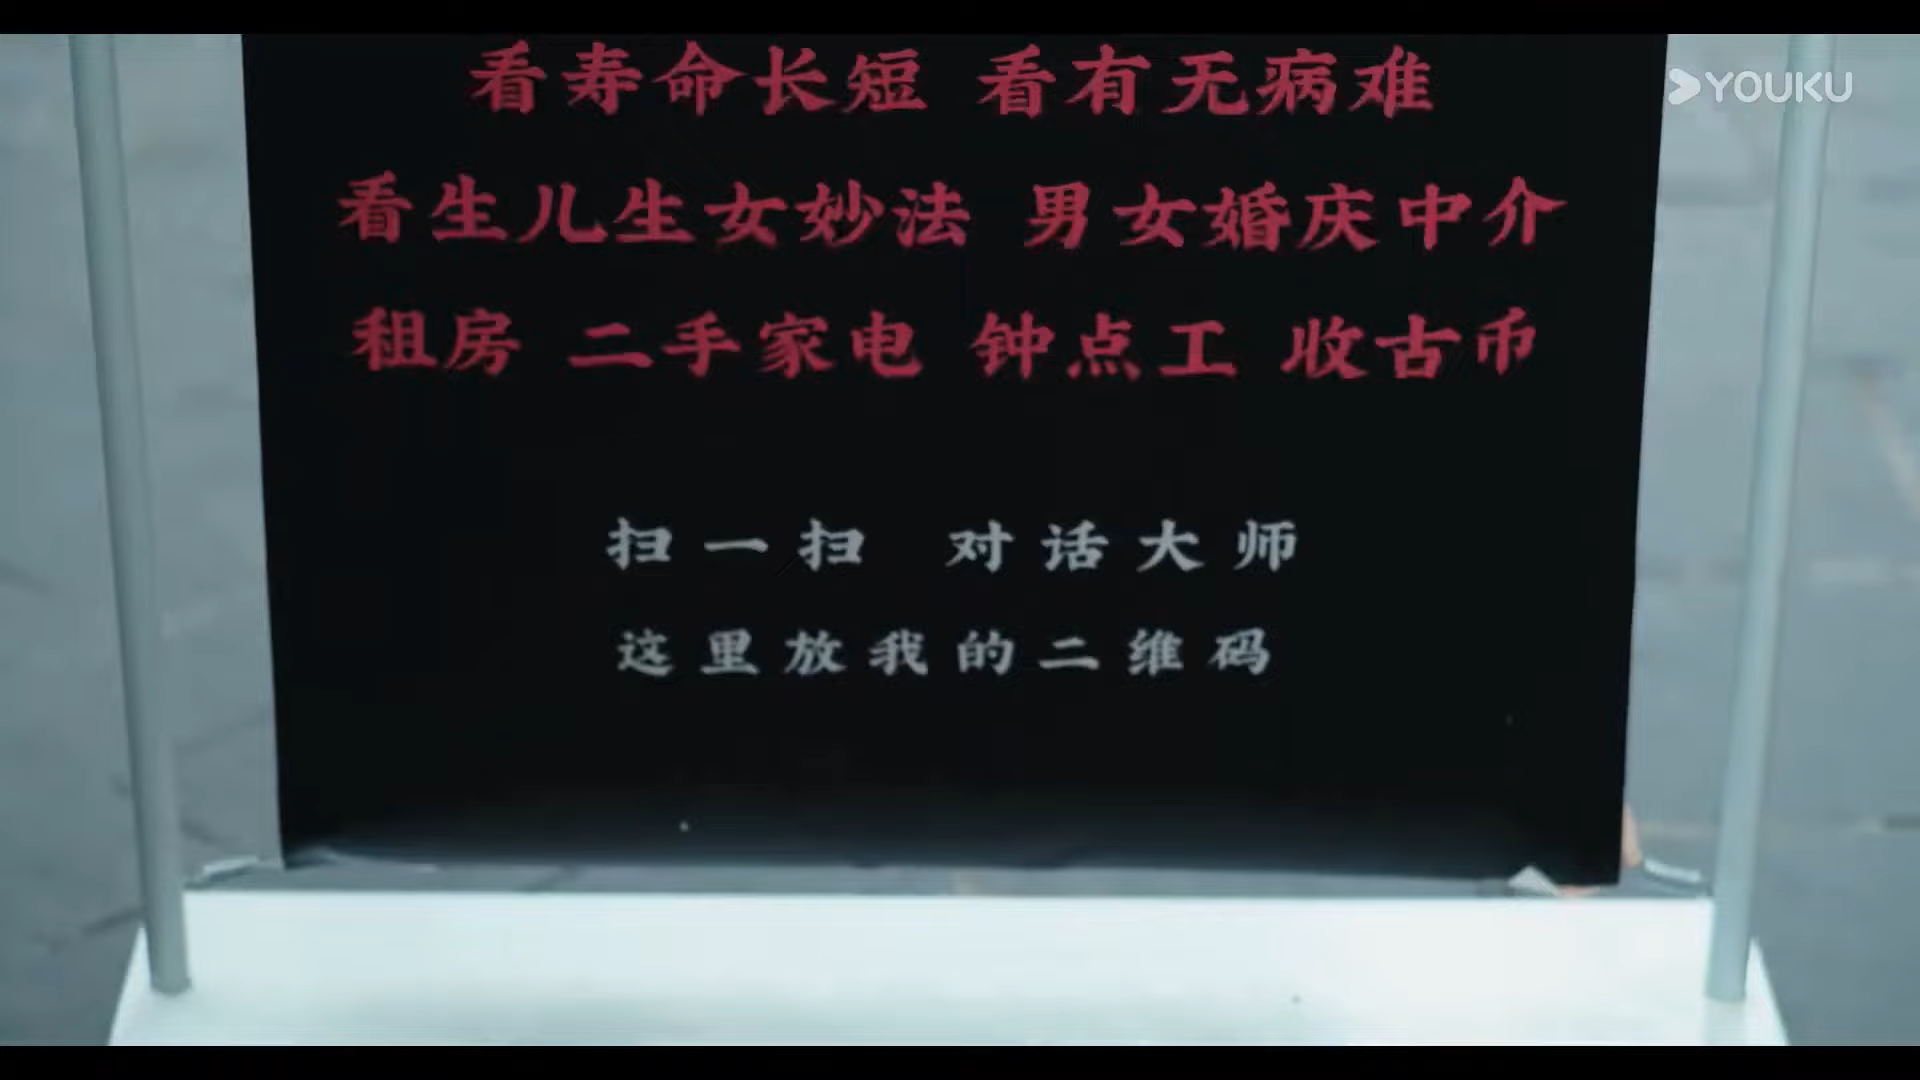 YOUKU
看寿命长短 看有无病难
看生儿生女妙法 男女婚庆中介
租房 二手家电 钟点工 收古币
扫一扫 对话大师
这里放我的二维码